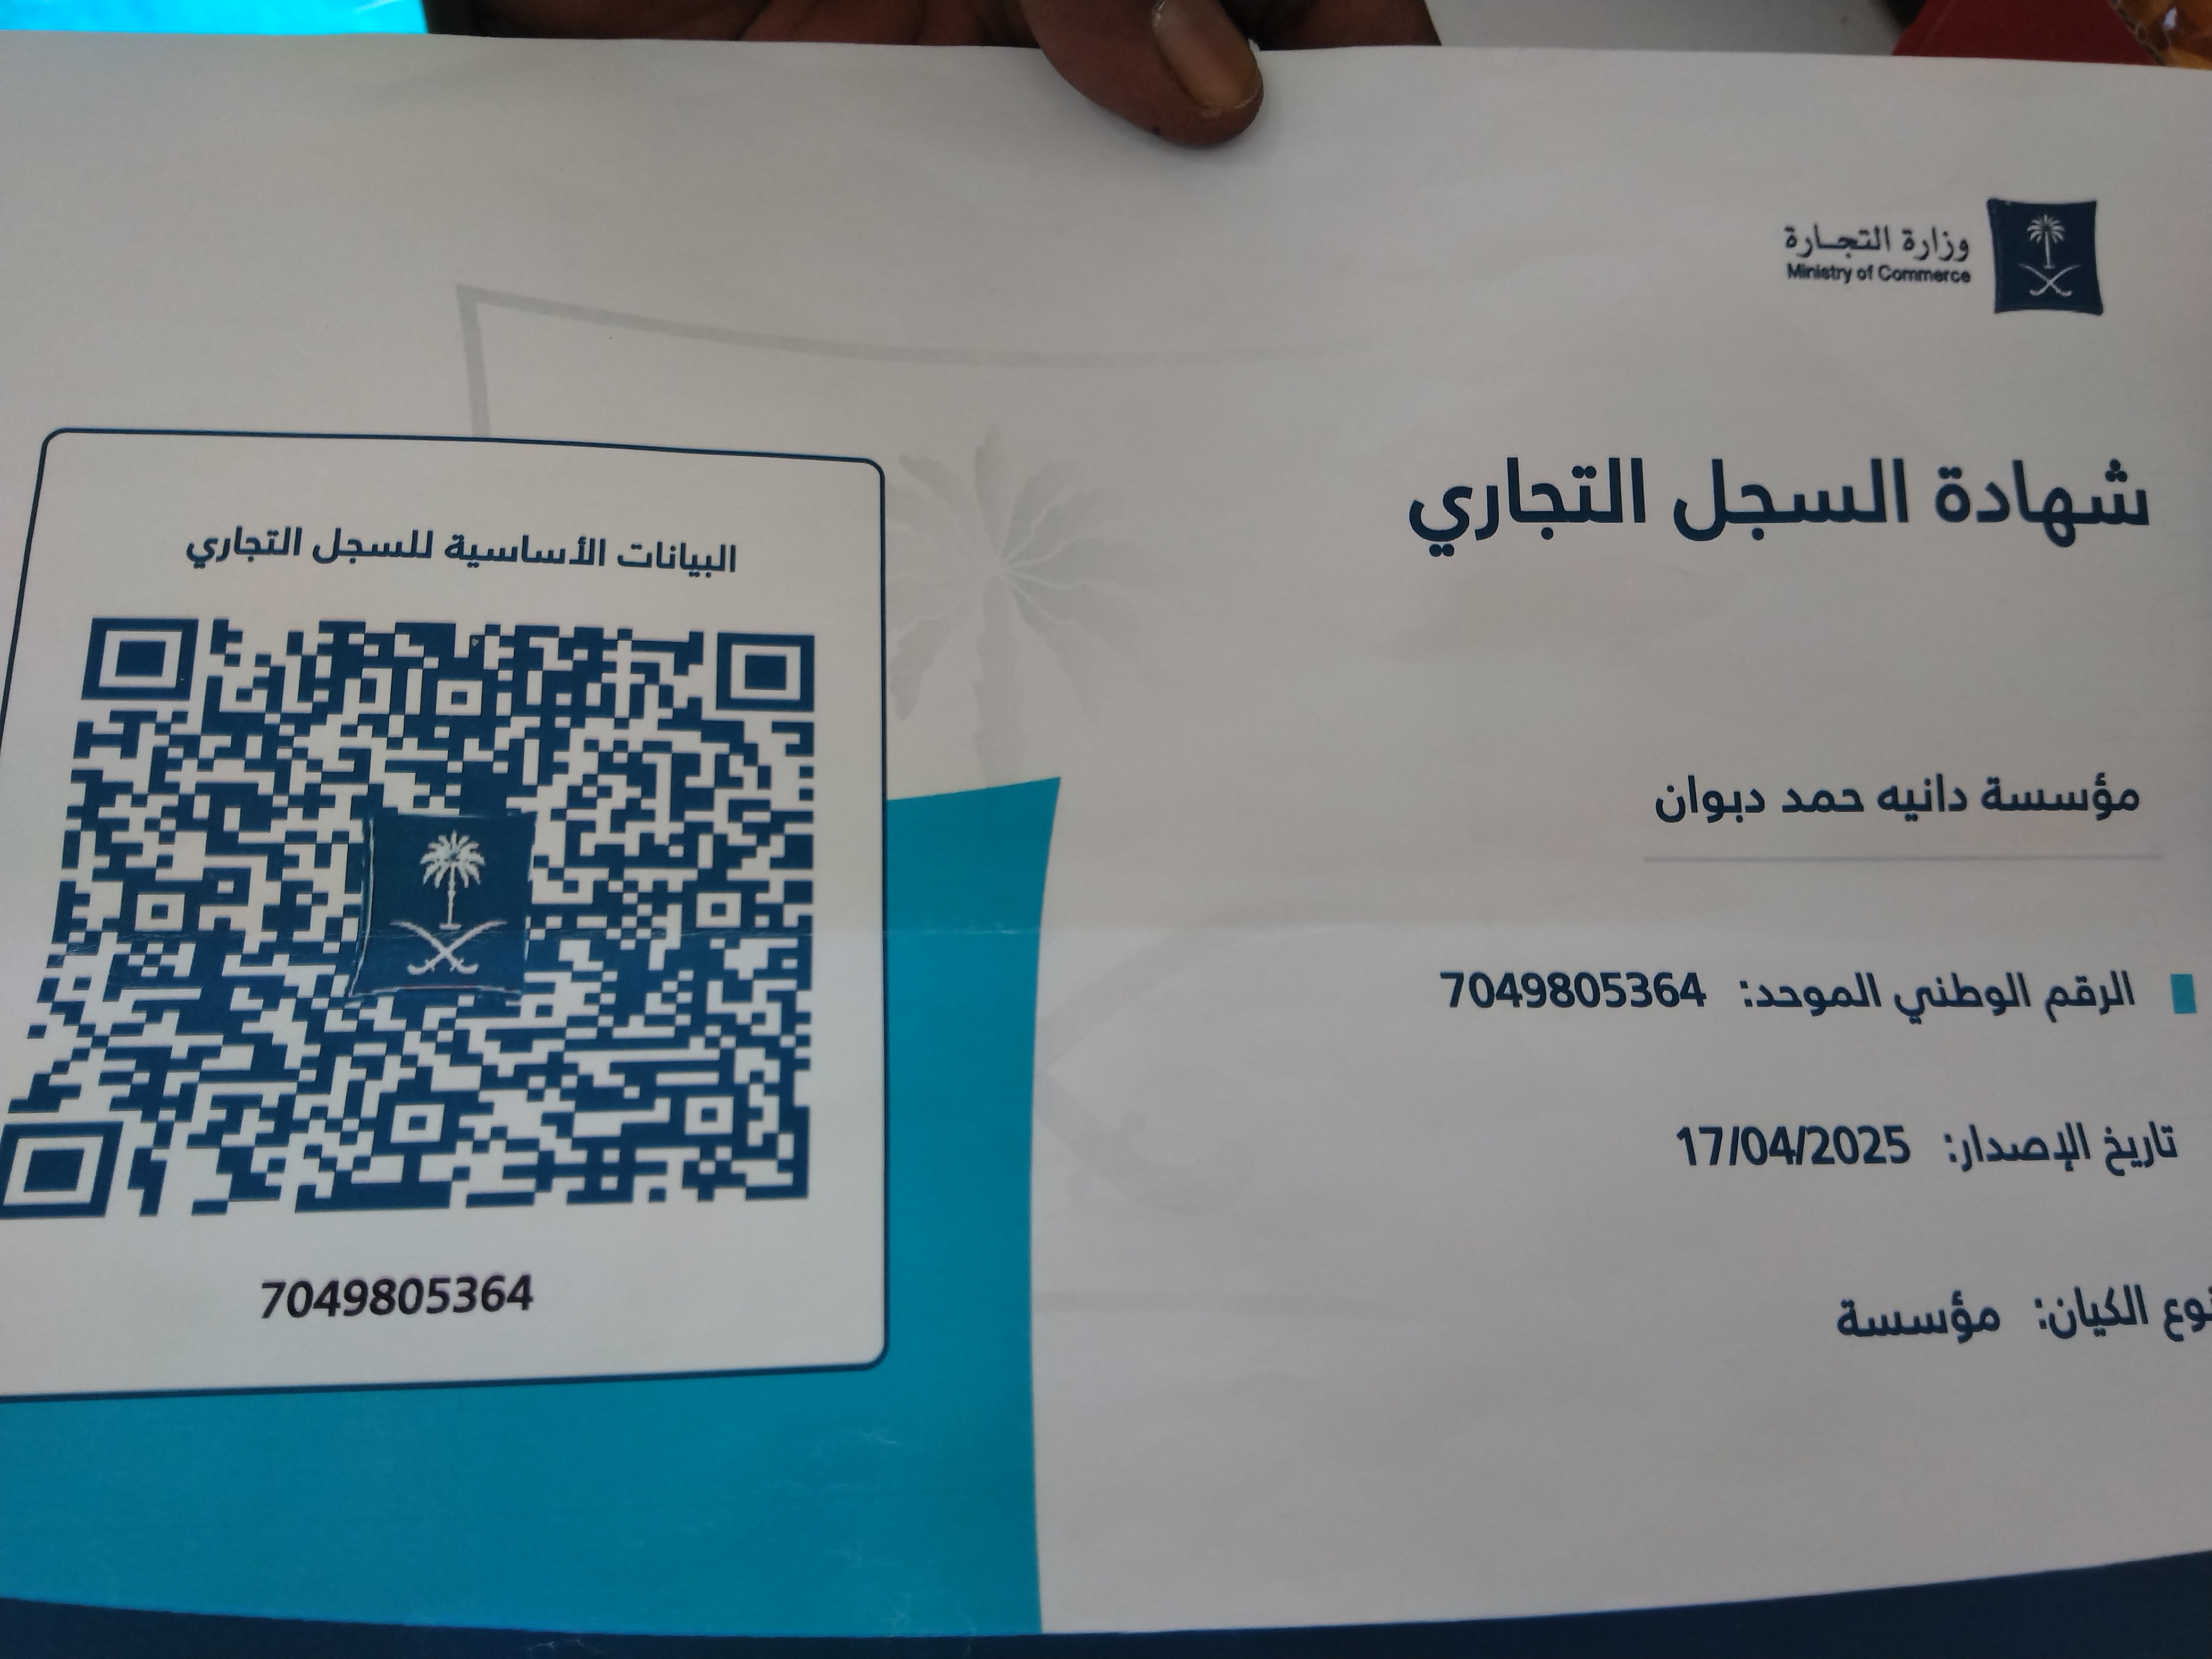 وزارة التجـارة
Ministry of Commerce
شهادة السجل التجاري
مؤسسة دانيه حمد دبوان
الرقم الوطني الموحد: 7049805364
تاريخ الإصدار: 17/04/2025
نوع الكيان: مؤسسة
البيانات الأساسية للسجل التجاري
7049805364